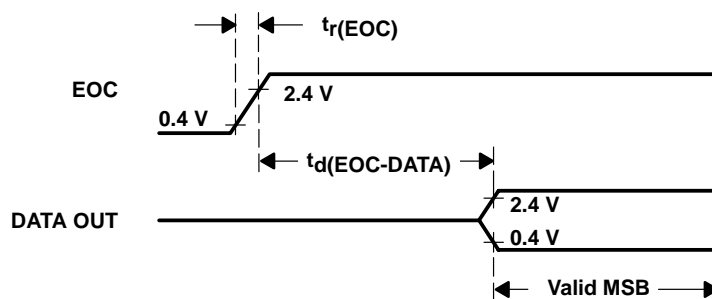 tr(EOC)
EOC
2.4 V
0.4 V
td(EOC-DATA)
DATA OUT
2.4 V
0.4 V
Valid MSB